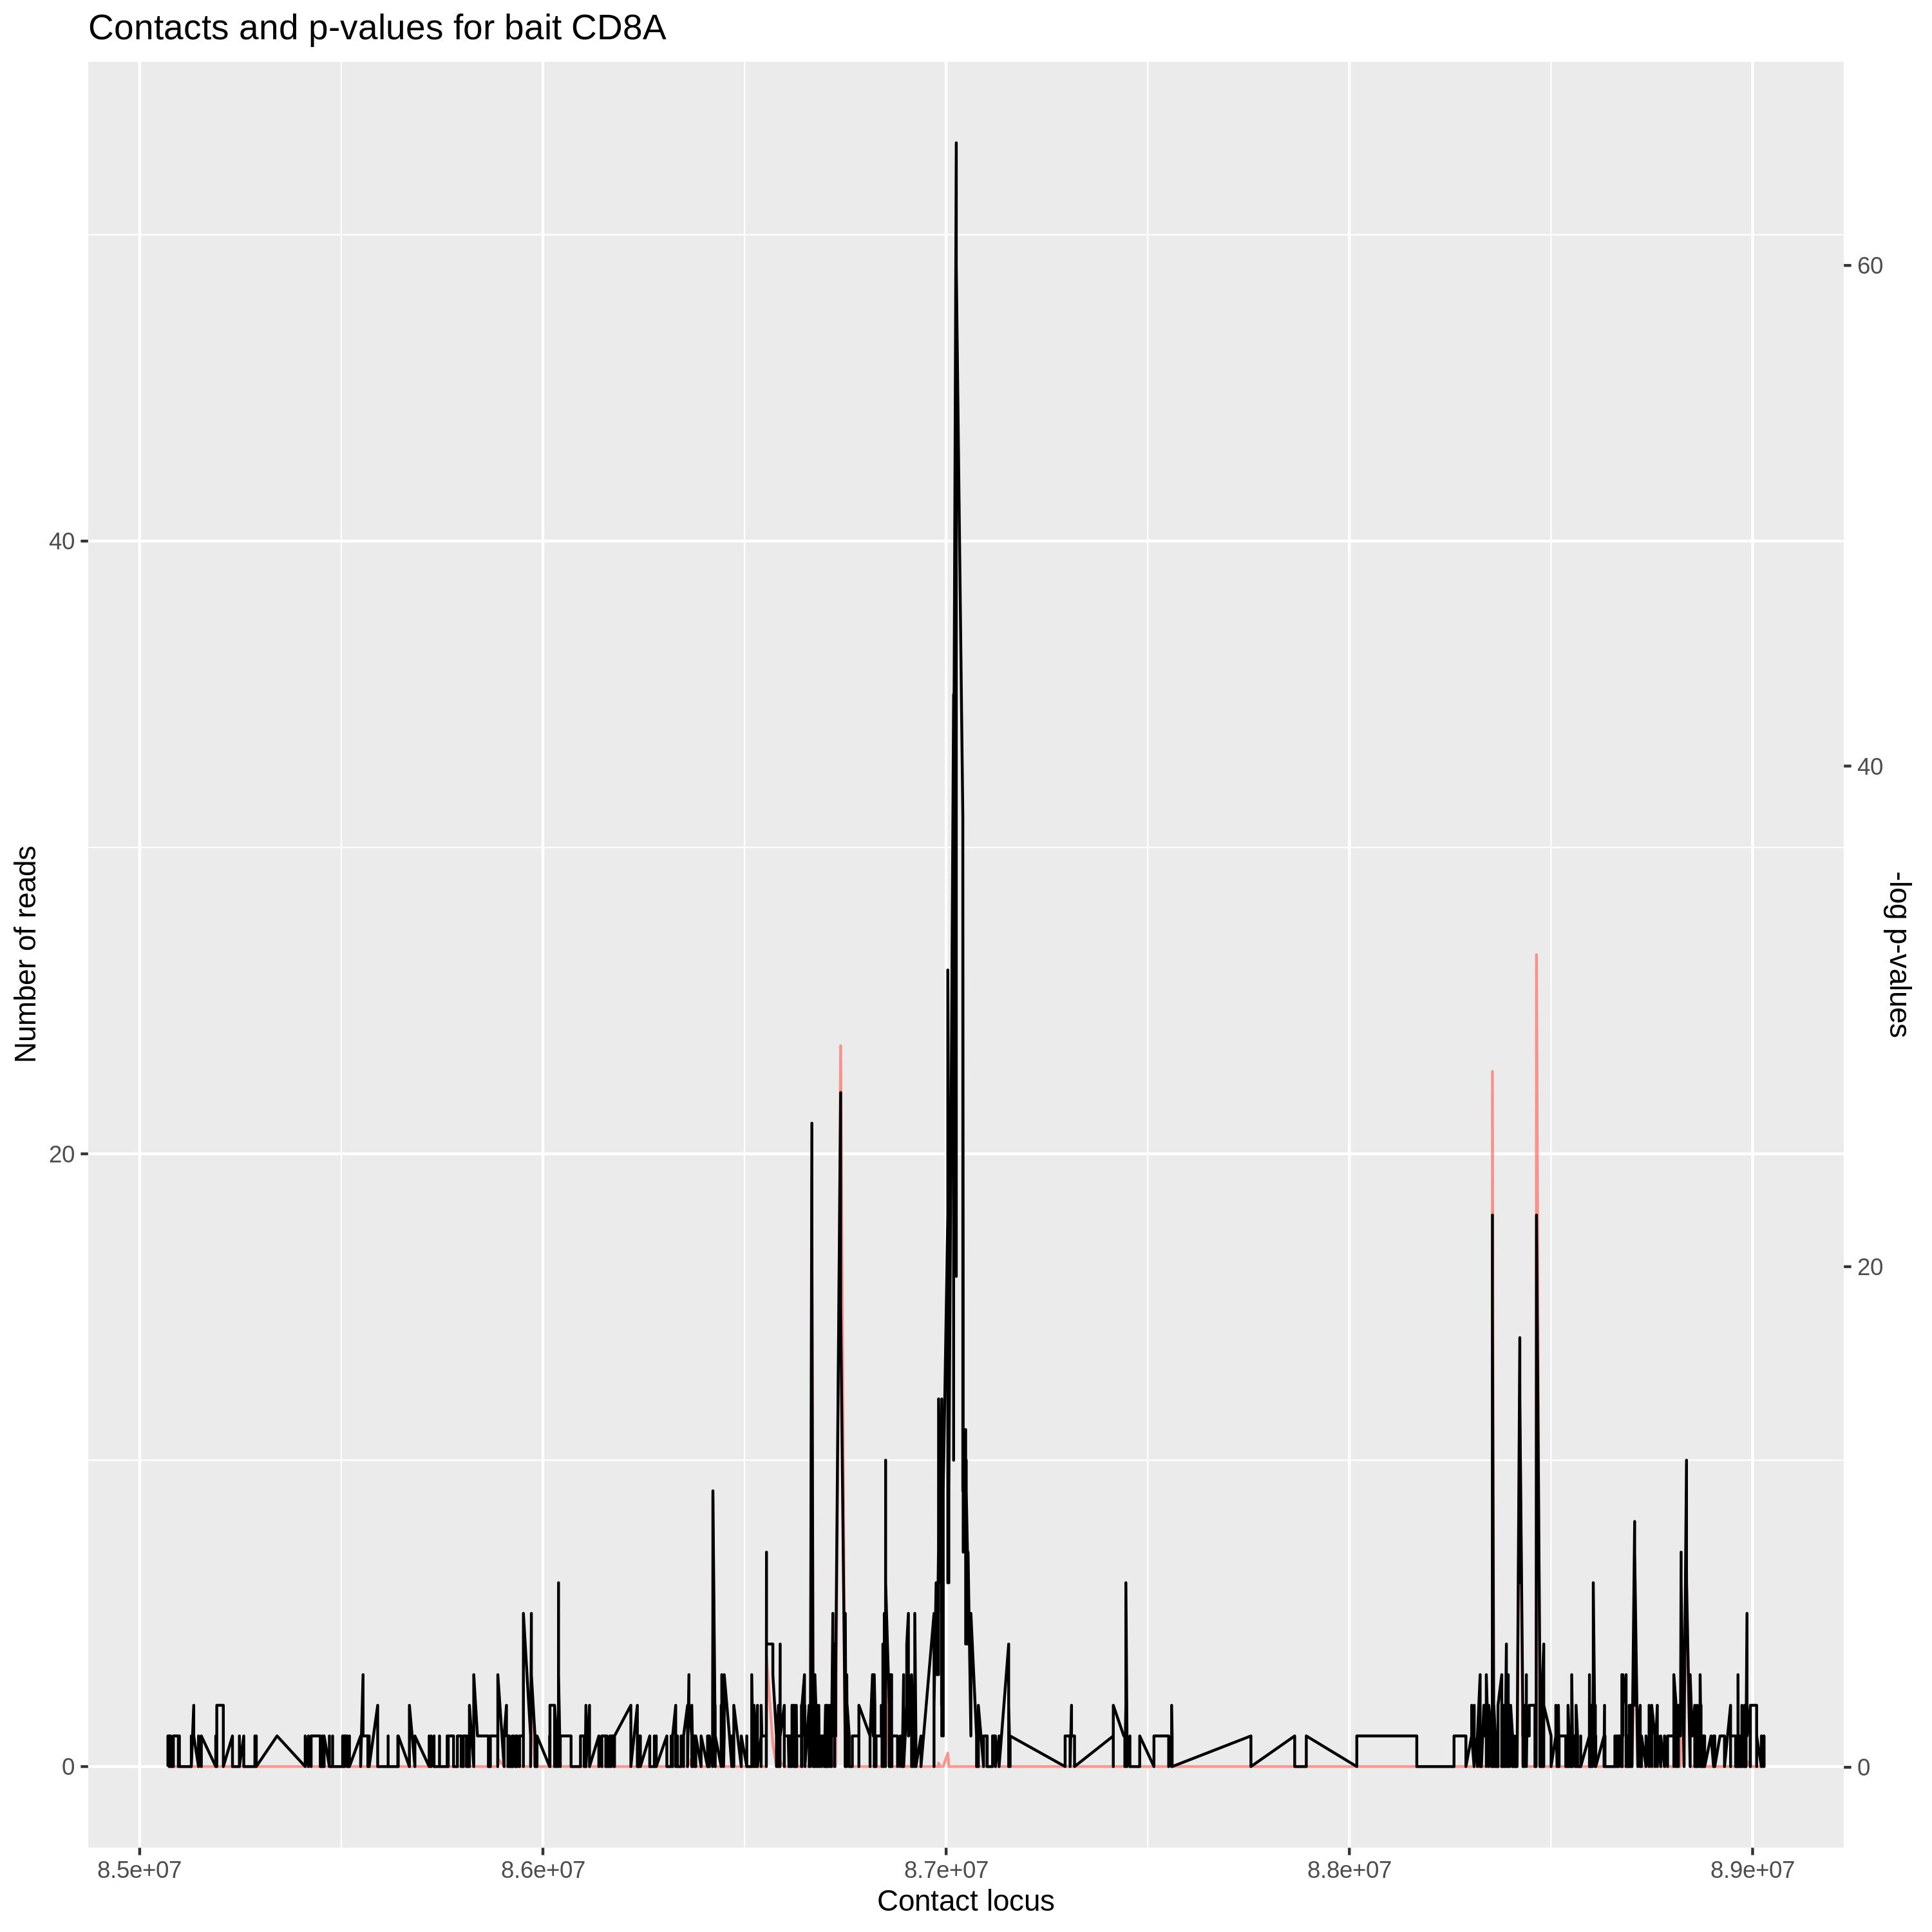 Contacts and p-values for bait CD8A
Number of reads
40
20
0
60
40
20
0
-log p-values
8.5e+07 8.6e+07 8.7e+07 8.8e+07 8.9e+07
Contact locus